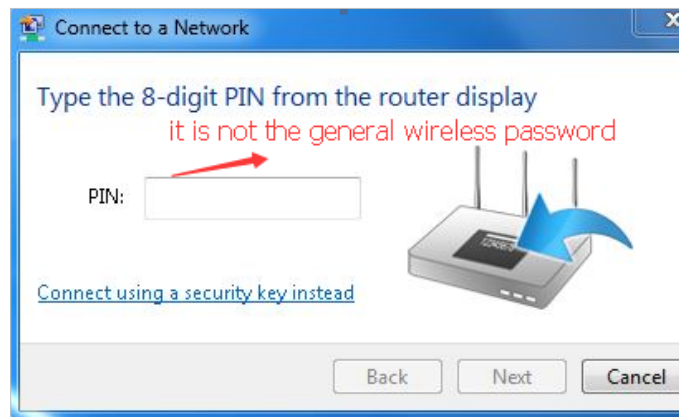 Connect to a Network
X
Type the 8-digit PIN from the router display
it is not the general wireless password
PIN:
12345678
Connect using a security key instead
Back
Next
Cancel